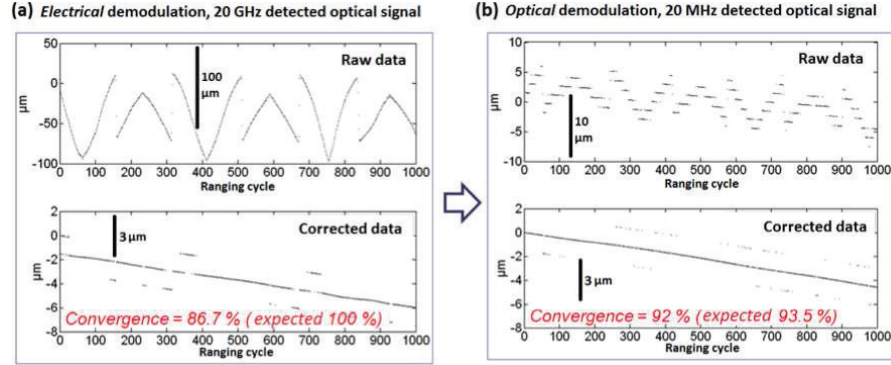 (a) Electrical demodulation, 20 GHz detected optical signal
50
0
-50
-100
µm
Raw data
100
µm
0 100 200 300 400 500 600 700 800 900 1000
Ranging cycle
2
0
-2
-4
-6
-8
µm
Corrected data
3 µm
Convergence = 86.7 % (expected 100 %)
0 100 200 300 400 500 600 700 800 900 1000
Ranging cycle
(b) Optical demodulation, 20 MHz detected optical signal
10
5
0
-5
-10
µm
Raw data
10
µm
0 100 200 300 400 500 600 700 800 900 1000
Ranging cycle
2
0
-2
-4
-6
-8
µm
Corrected data
3 µm
Convergence = 92 % (expected 93.5 %)
0 100 200 300 400 500 600 700 800 900 1000
Ranging cycle